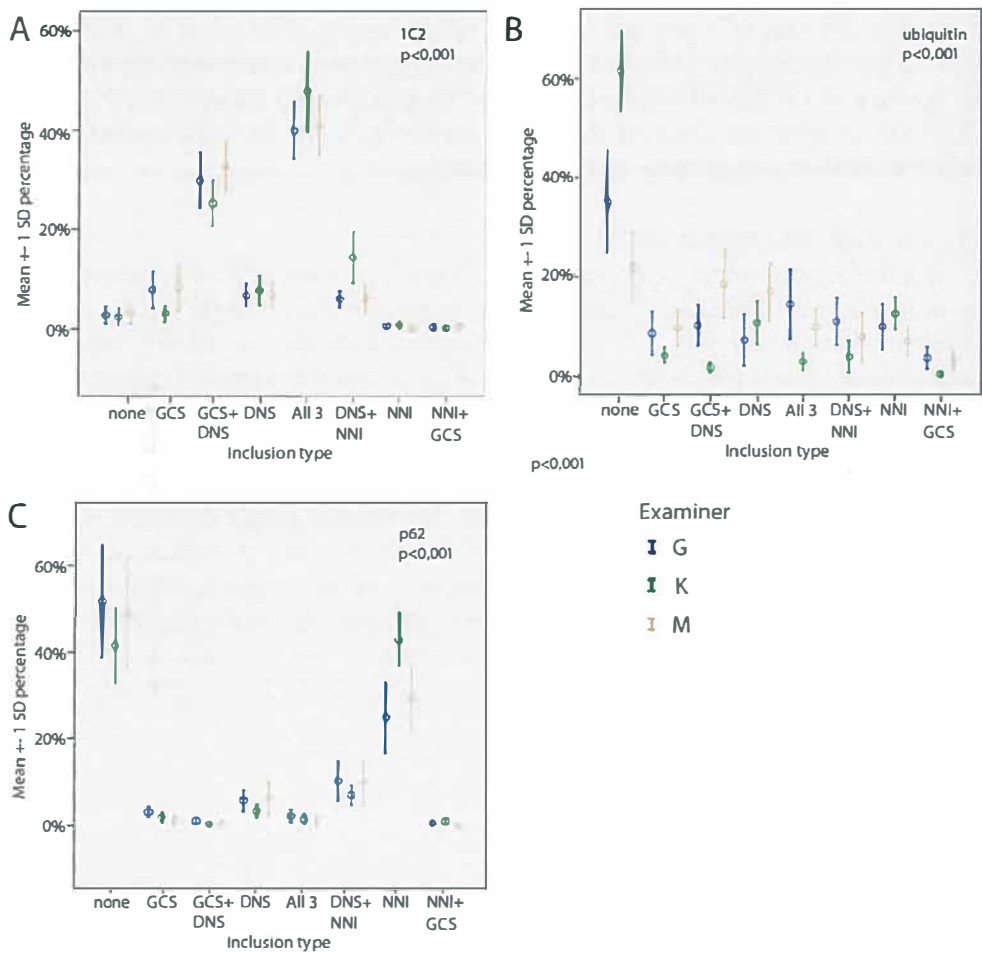 A
1C2
p<0,001
60%
40%
20%
0%
Mean +- 1 SD percentage
none GCS GCS+ DNS All 3 DNS+ NNI NNI+
DNS NNI GCS
Inclusion type
B
ubiquitin
p<0,001
60%
40%
20%
0%
Mean +- 1 SD percentage
none GCS GCS+ DNS All 3 DNS+ NNI NNI+
DNS NNI GCS
Inclusion type
p<0,001
C
p62
p<0,001
60%
40%
20%
0%
Mean +- 1 SD percentage
none GCS GCS+ DNS All 3 DNS+ NNI NNI+
DNS NNI GCS
Inclusion type
Examiner
G
K
M